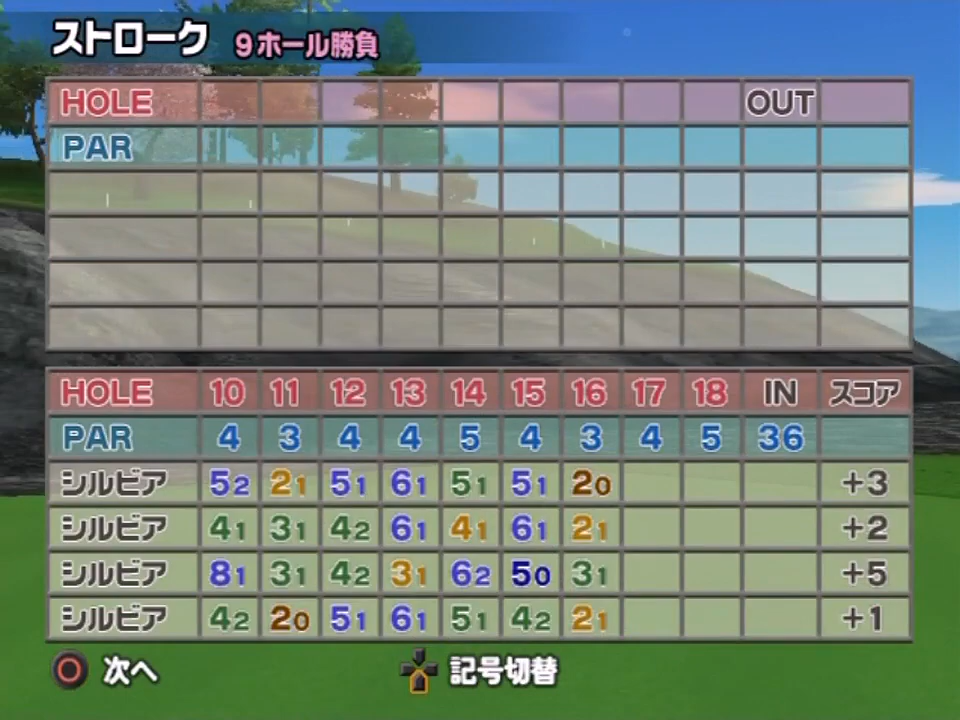 ストローク 9ホール勝負
HOLE OUT
PAR
HOLE 10 11 12 13 14 15 16 17 18 IN スコア
PAR 4 3 4 4 5 4 3 4 5 36
シルビア 52 21 51 61 51 51 20 +3
シルビア 41 31 42 61 41 61 21 +2
シルビア 81 31 42 31 62 50 31 +5
シルビア 42 20 51 61 51 42 21 +1
次へ 記号切替